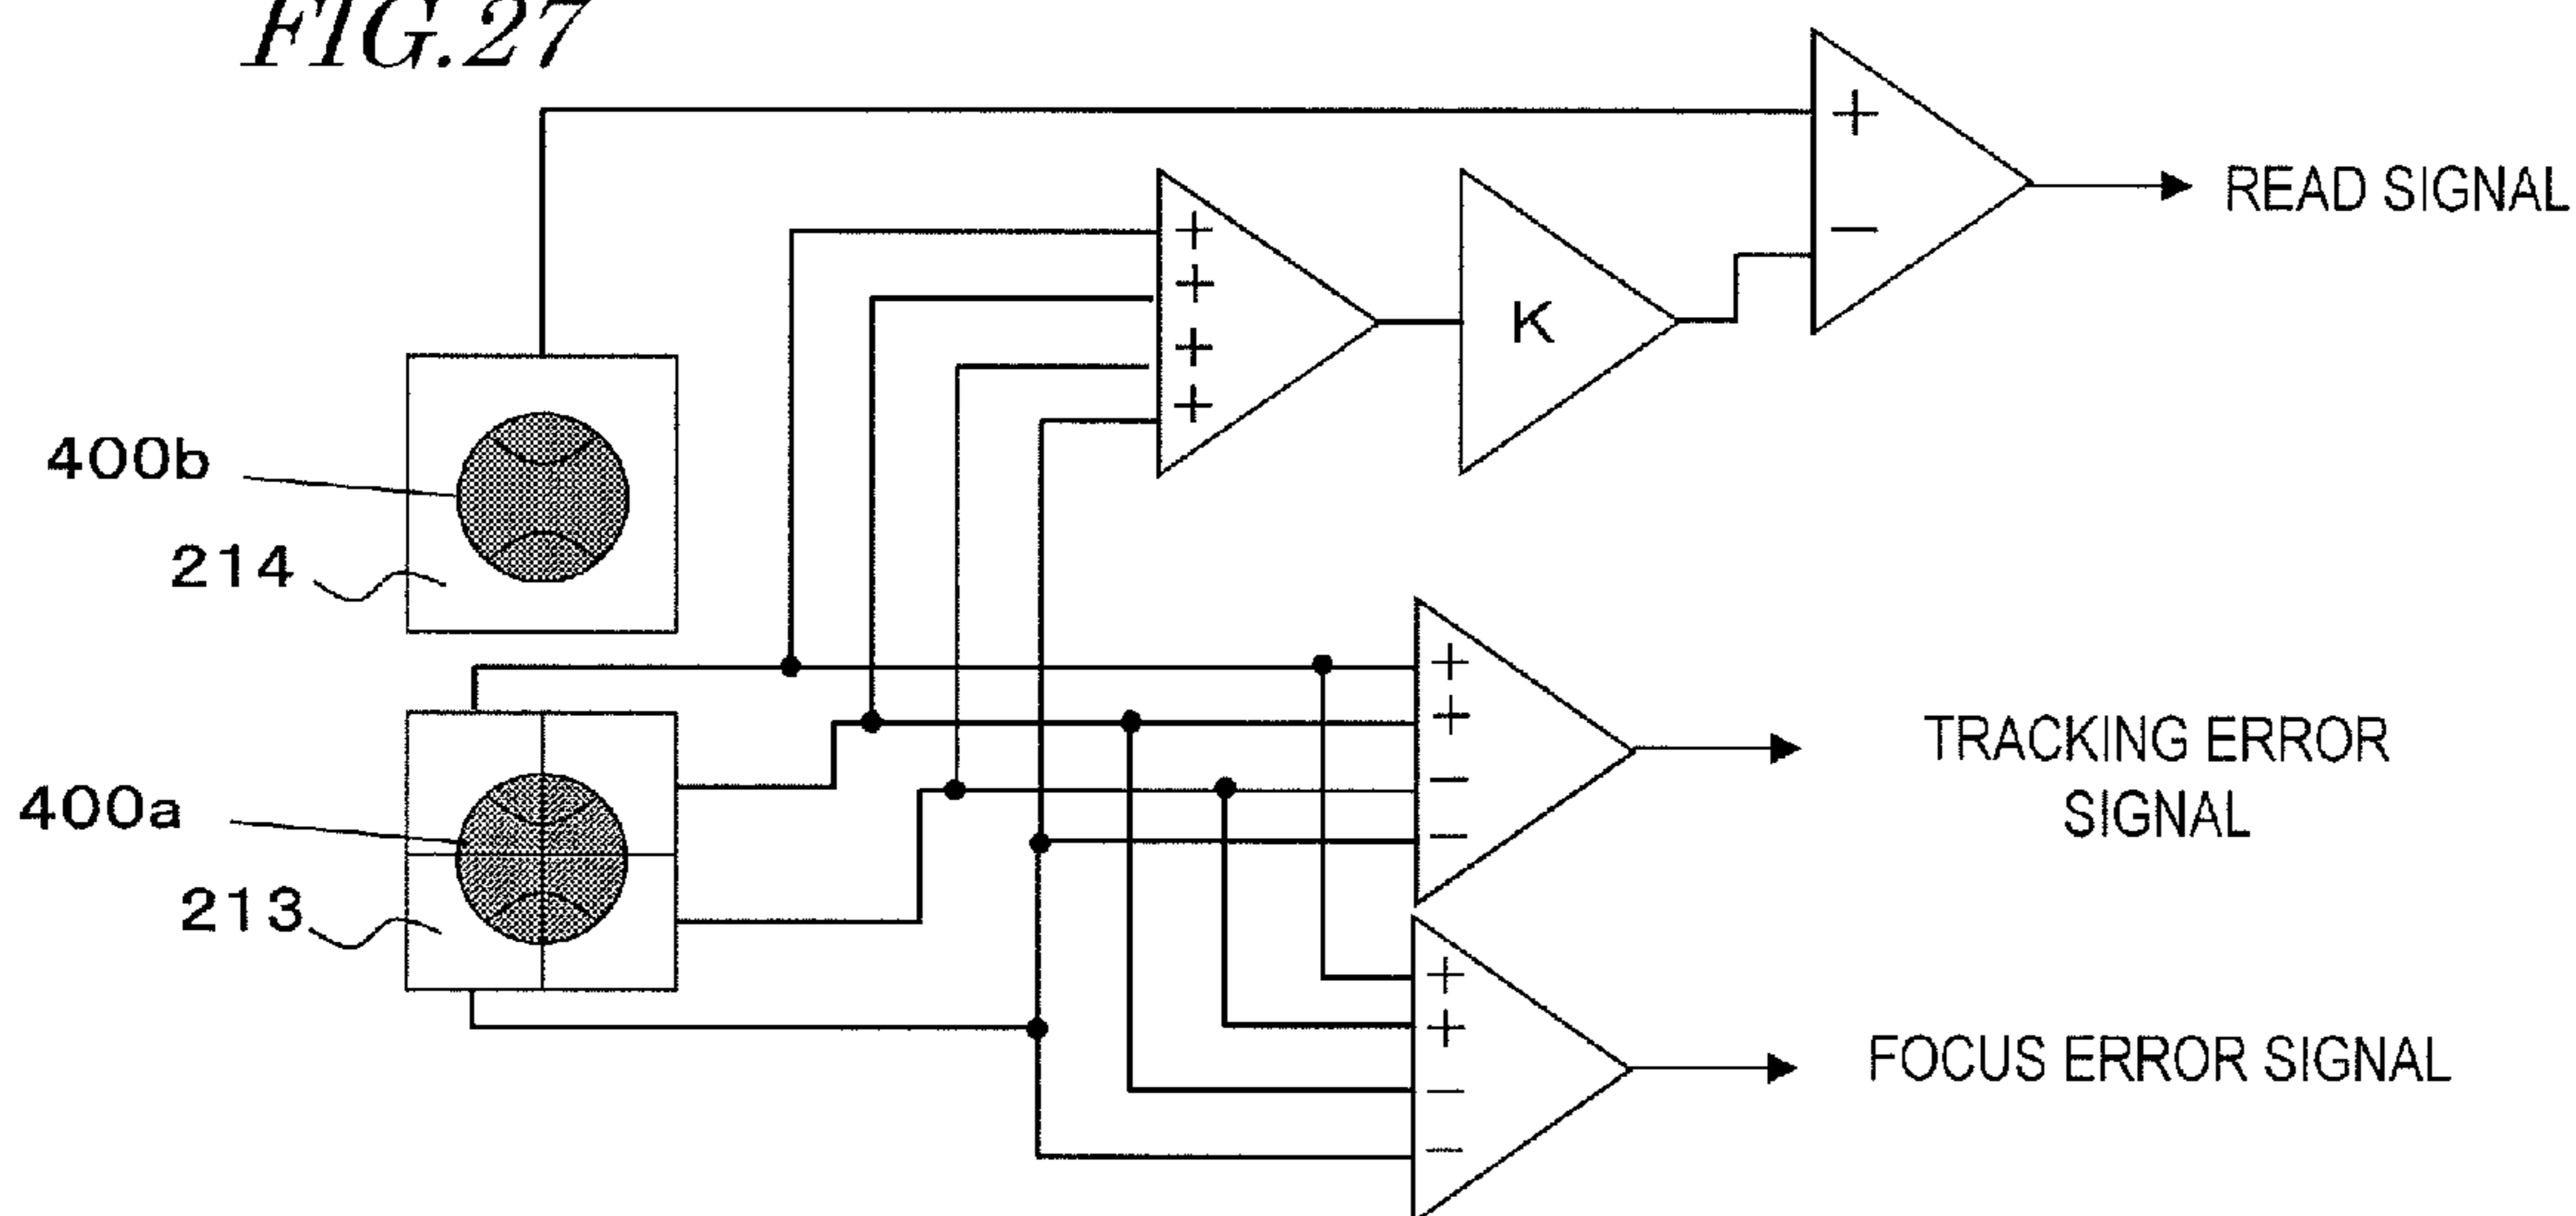 FIG.27
+
−
READ SIGNAL
+
+
+
+
K
400b
214
+
+
−
−
TRACKING ERROR
SIGNAL
400a
213
+
+
−
−
FOCUS ERROR SIGNAL